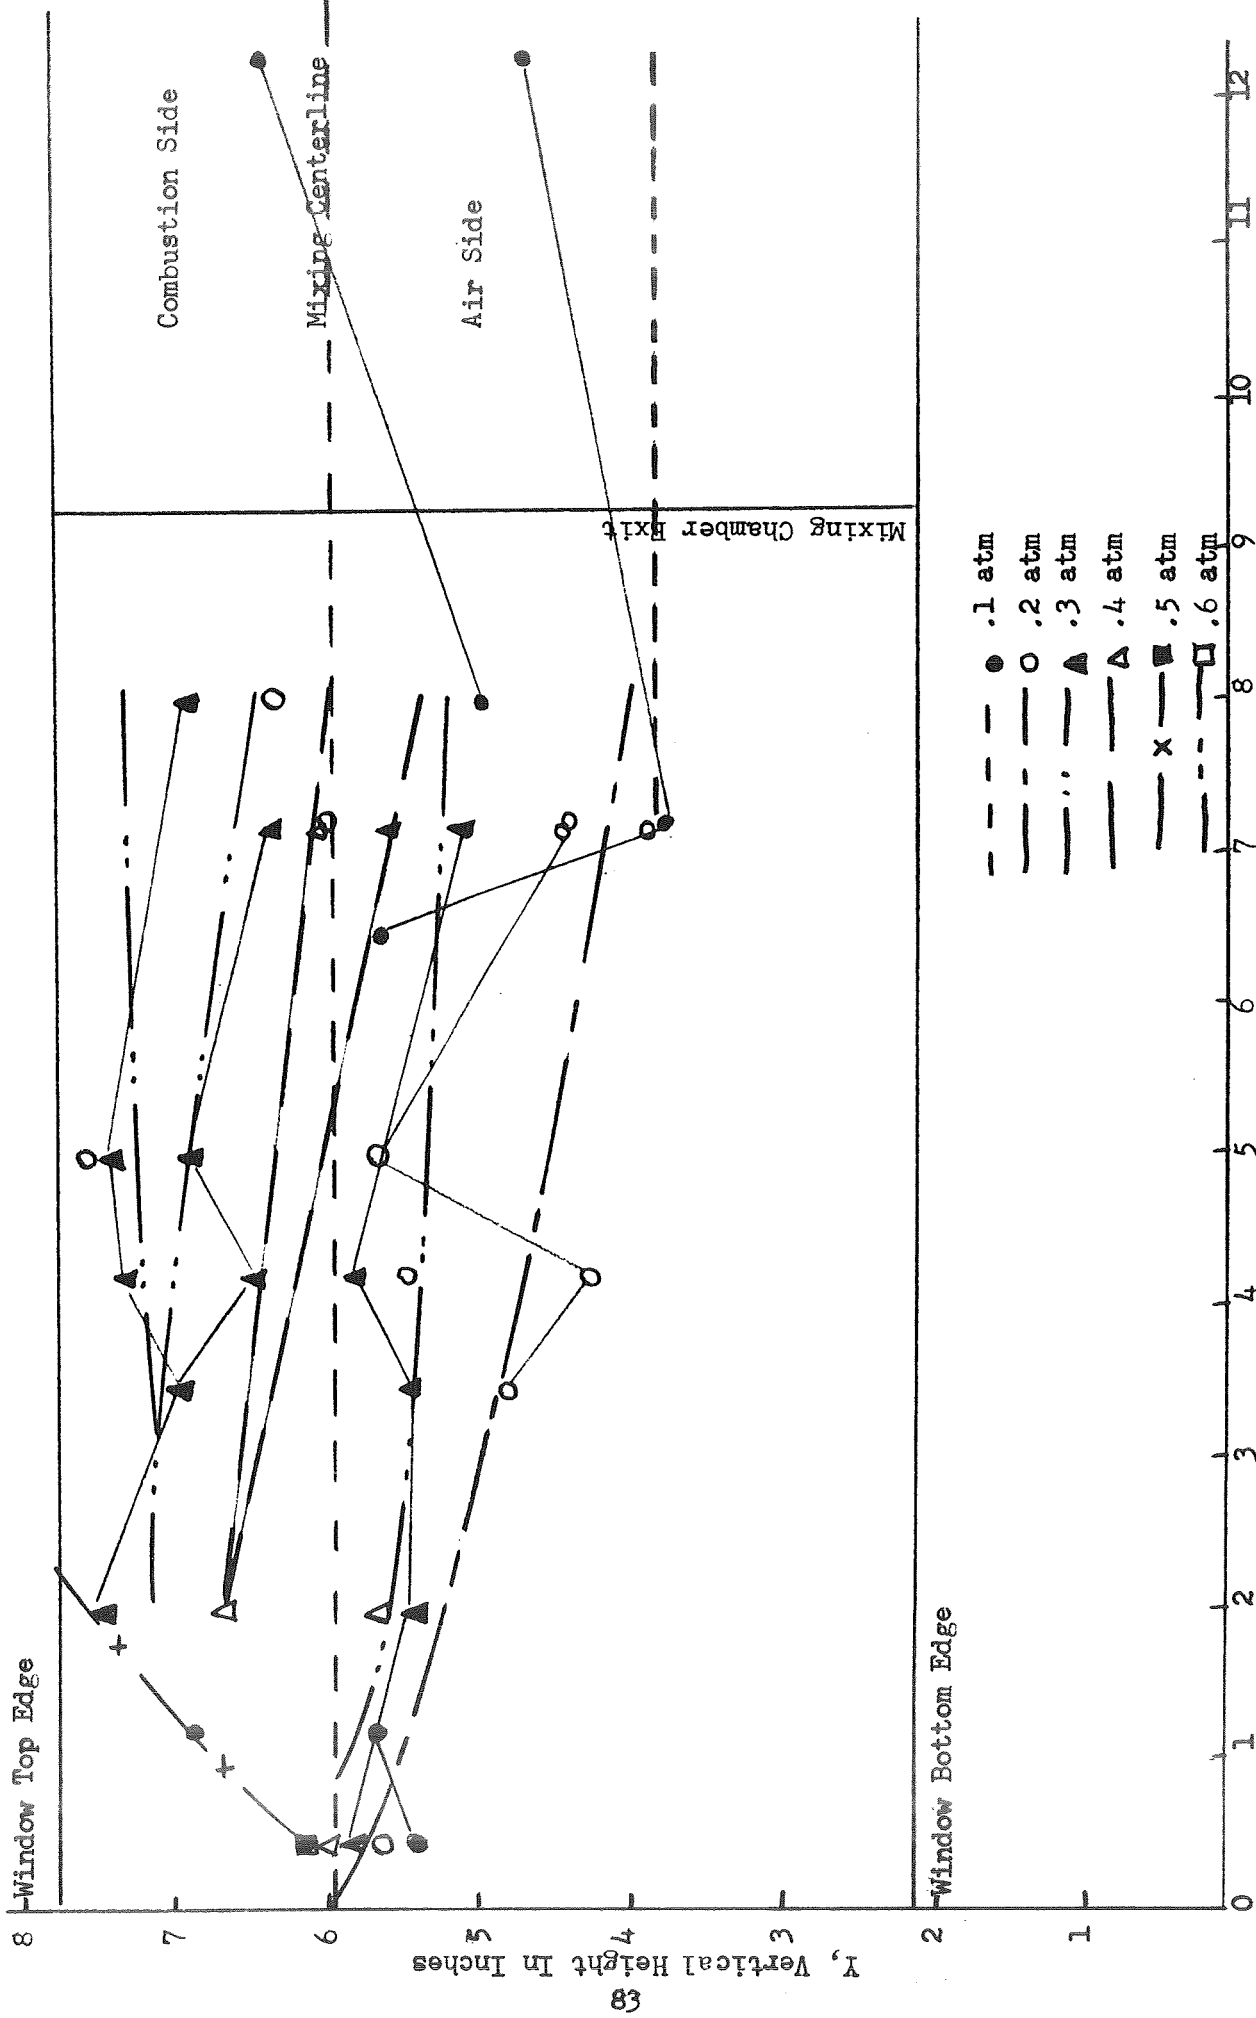 Window Top Edge
Combustion Side
Mixing Centerline
Air Side
Mixing Chamber Exit
Window Bottom Edge
8
7
6
5
4
3
2
1
Y, Vertical Height In Inches
0 1 2 3 4 5 6 7 8 9 10 11 12
.1 atm
.2 atm
.3 atm
.4 atm
x .5 atm
.6 atm
83